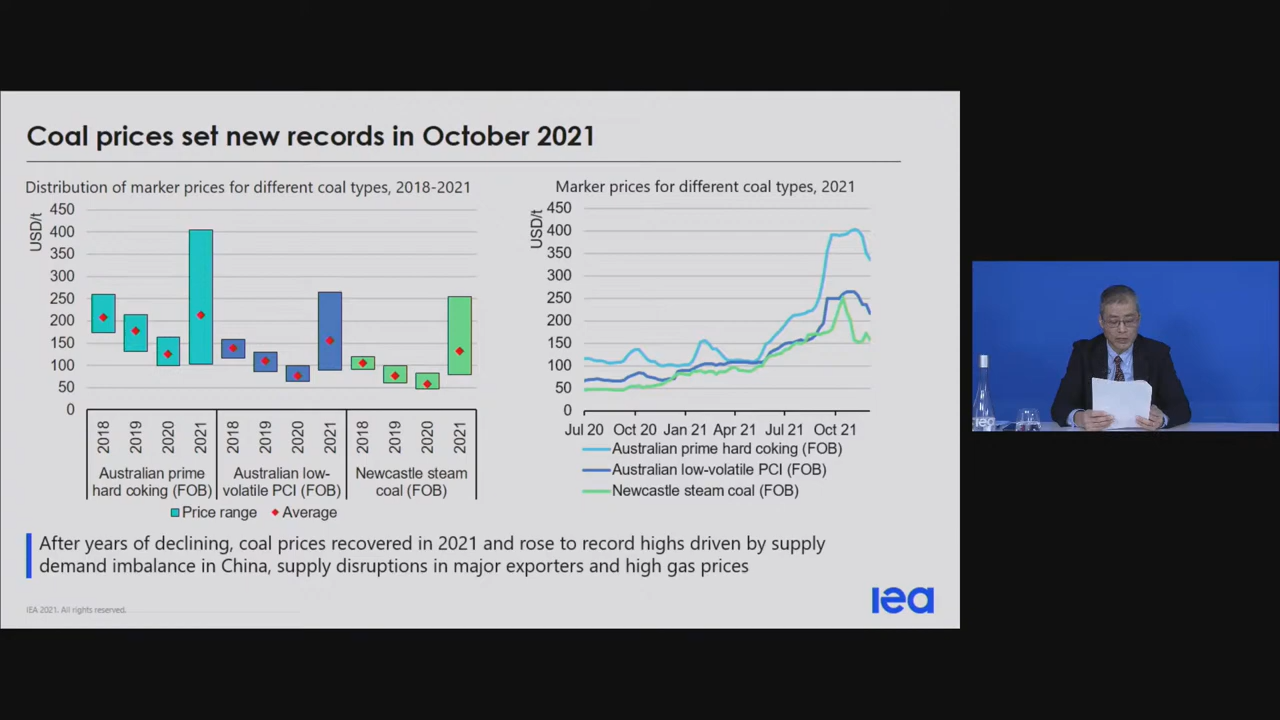 Coal prices set new records in October 2021
Distribution of marker prices for different coal types, 2018-2021
USD/t
450
400
350
300
250
200
150
100
50
0
2018 2019 2020 2021 2018 2019 2020 2021 2018 2019 2020 2021
Australian prime hard coking (FOB)
Australian low-volatile PCI (FOB)
Newcastle steam coal (FOB)
Price range Average
Marker prices for different coal types, 2021
USD/t
450
400
350
300
250
200
150
100
50
0
Jul 20 Oct 20 Jan 21 Apr 21 Jul 21 Oct 21
Australian prime hard coking (FOB)
Australian low-volatile PCI (FOB)
Newcastle steam coal (FOB)
After years of declining, coal prices recovered in 2021 and rose to record highs driven by supply
demand imbalance in China, supply disruptions in major exporters and high gas prices
IEA 2021. All rights reserved.
iea
iea